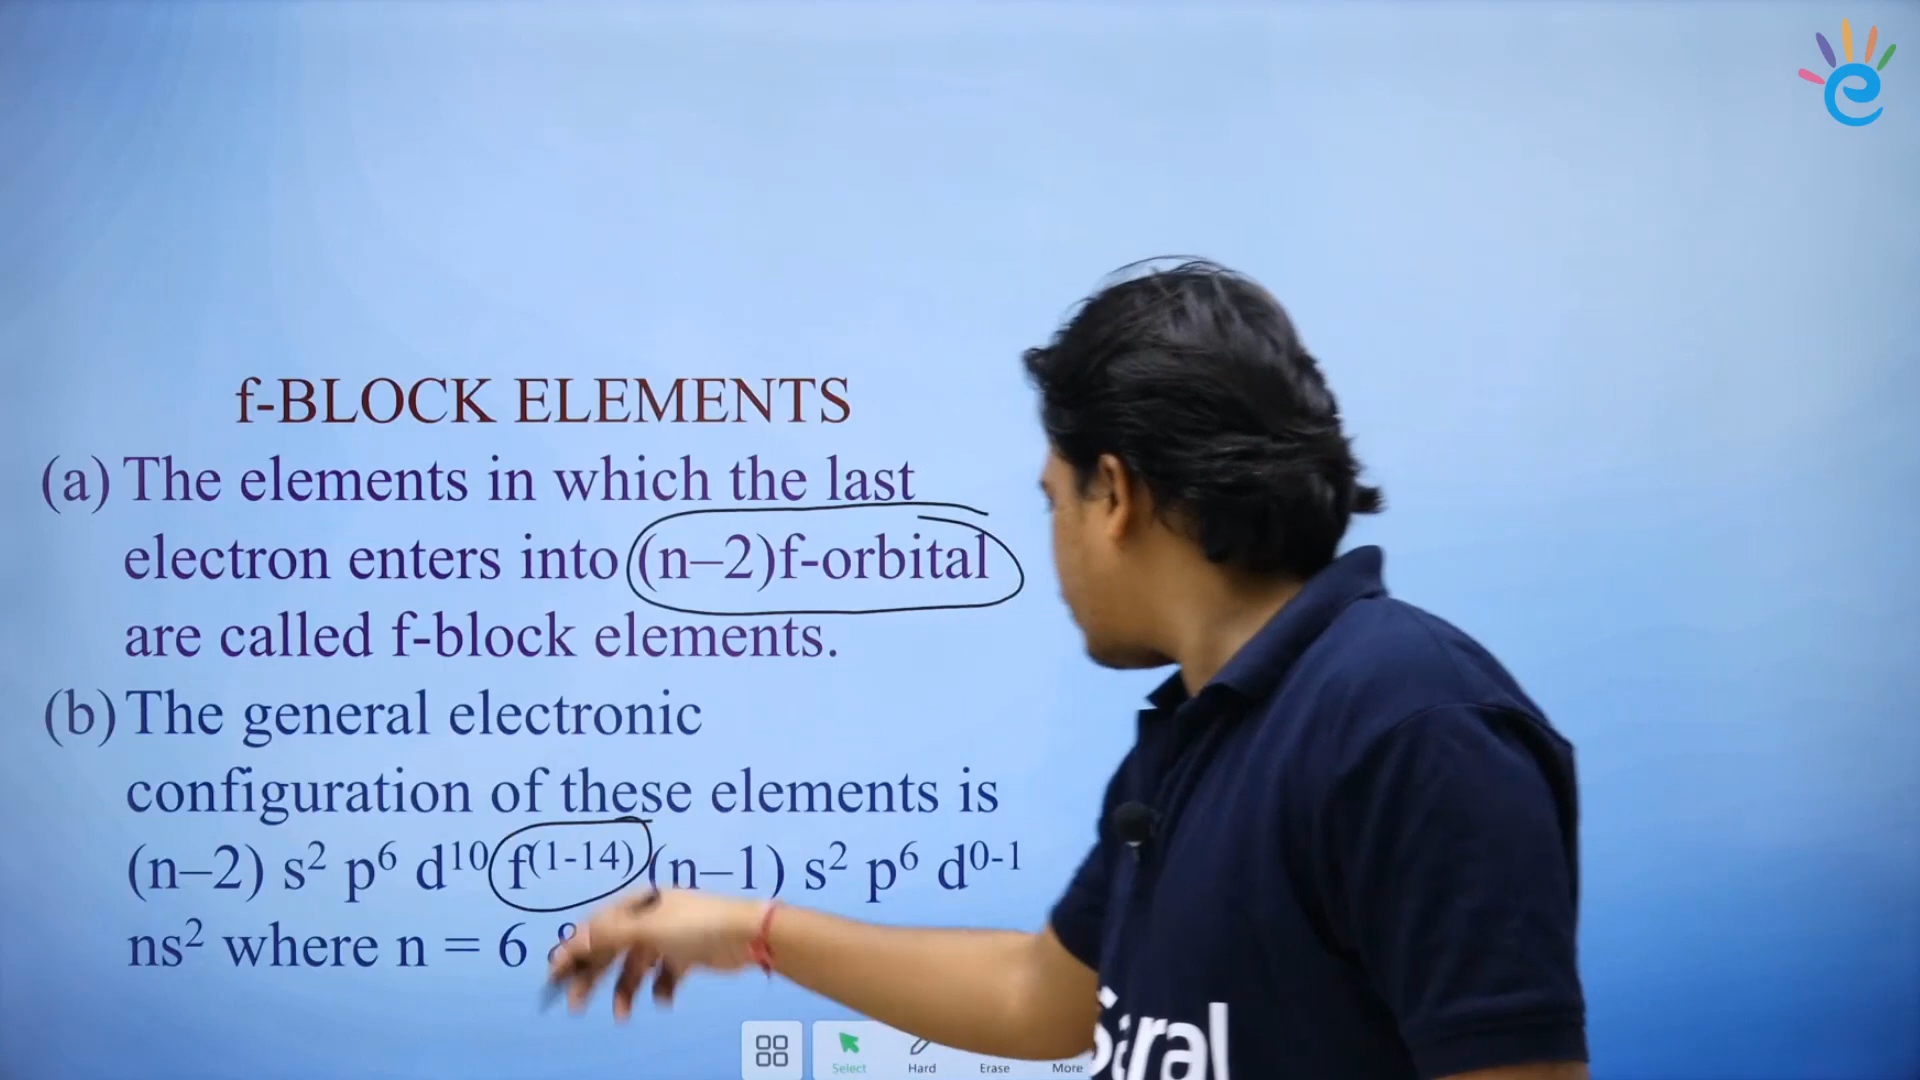 f-BLOCK ELEMENTS
(a) The elements in which the last
electron enters into (n–2)f-orbital
are called f-block elements.
(b) The general electronic
configuration of these elements is
(n–2) s² p⁶ d¹⁰ f⁽¹⁻¹⁴⁾ (n–1) s² p⁶ d⁰⁻¹
ns² where n = 6 &
Select Hard Erase More
Saral